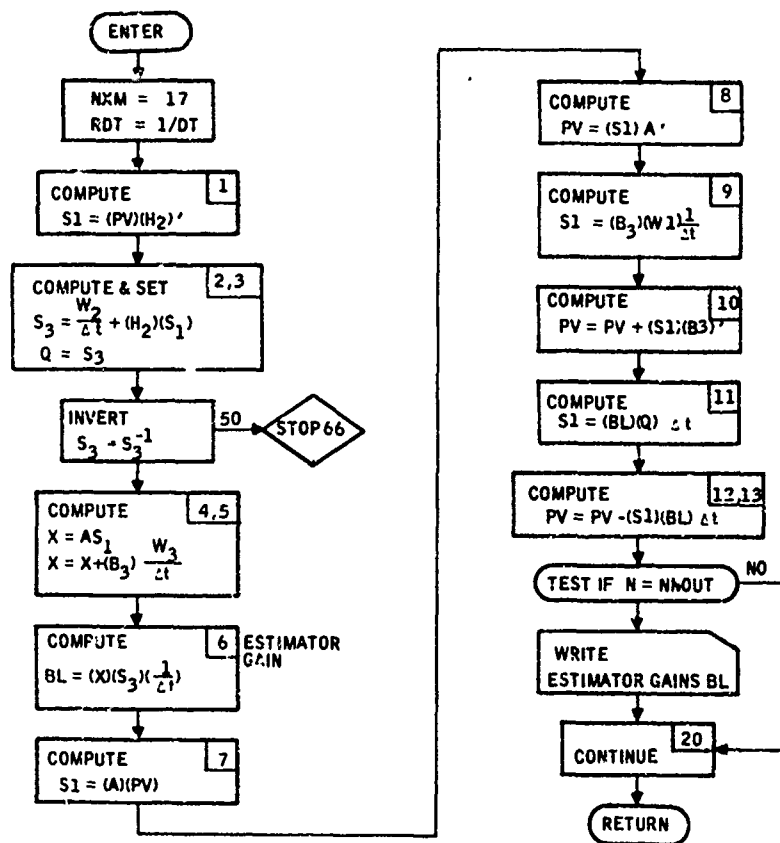 ENTER
NXM = 17
RDT = 1/DT
COMPUTE 1
S1 = (PV)(H₂)′
COMPUTE & SET 2,3
S₃ = W₂/Δt + (H₂)(S₁)
Q = S₃
INVERT
S₃ - S₃⁻¹
50
STOP 66
COMPUTE 4,5
X = AS₁
X = X+(B₃) W₃/Δt
COMPUTE 6
BL = (X)(S₃)(1/Δt)
ESTIMATOR
GAIN
COMPUTE 7
S1 = (A)(PV)
COMPUTE 8
PV = (S1) A′
COMPUTE 9
S1 = (B₃)(W1)1/Δt
COMPUTE 10
PV = PV + (S1)(B3)′
COMPUTE 11
S1 = (BL)(Q) Δt
COMPUTE 12,13
PV = PV -(S1)(BL) Δt
TEST IF N =
NO
WRITE
ESTIMATOR GAINS BL
CONTINUE 20
RETURN